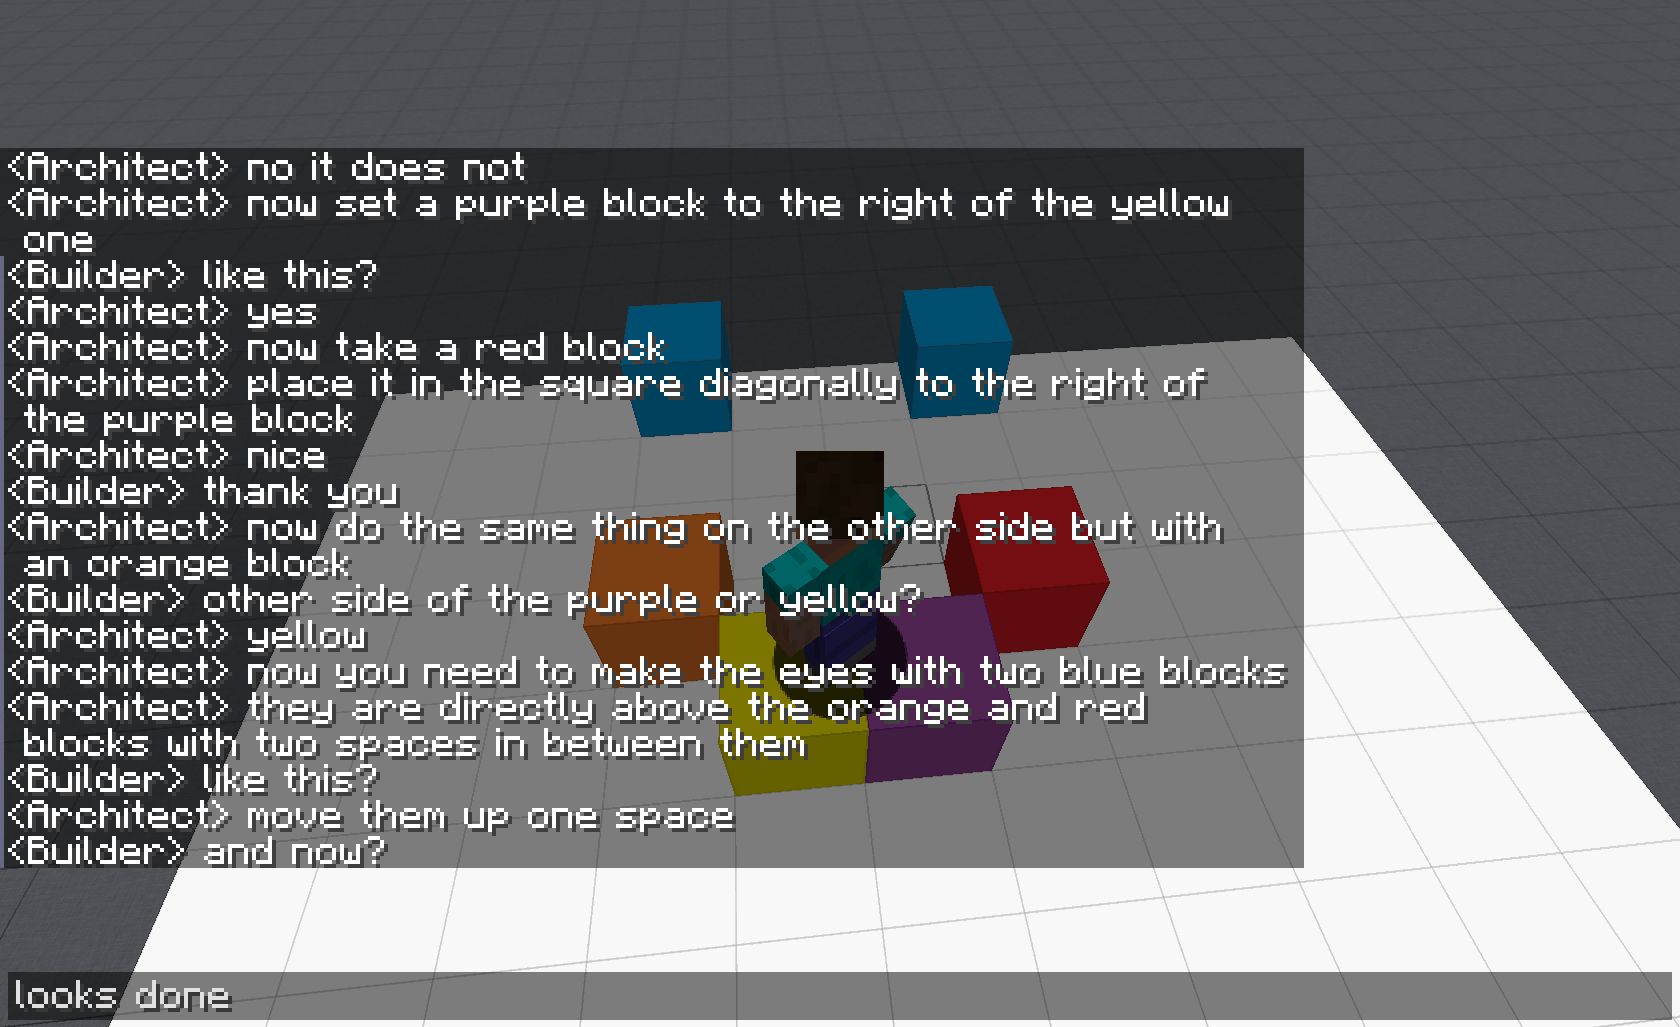 <Architect> no it does not
<Architect> now set a purple block to the right of the yellow
one
<Builder> like this?
<Architect> yes
<Architect> now take a red block
<Architect> place it in the square diagonally to the right of
the purple block
<Architect> nice
<Builder> thank you
<Architect> now do the same thing on the other side but with
an orange block
<Builder> other side of the purple or yellow?
<Architect> yellow
<Architect> now you need to make the eyes with two blue blocks
<Architect> they are directly above the orange and red
blocks with two spaces in between them
<Builder> like this?
<Architect> move them up one space
<Builder> and now?
looks done